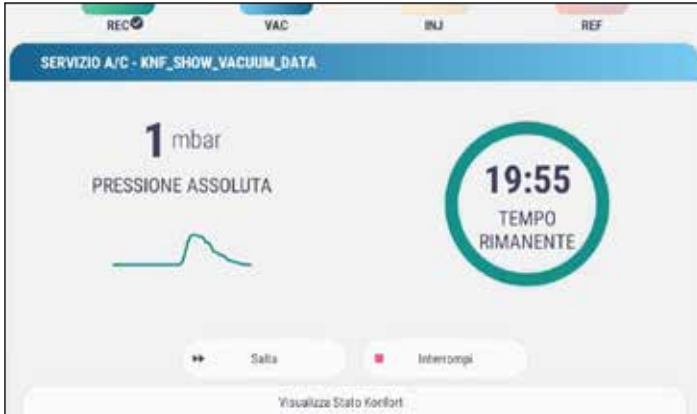 REC VAC INJ REF
SERVIZIO A/C - KNF_SHOW_VACUUM_DATA
1 mbar
PRESSIONE ASSOLUTA
19:55
TEMPO
RIMANENTE
Salta Interrompi
Visualizza Stato Konfort